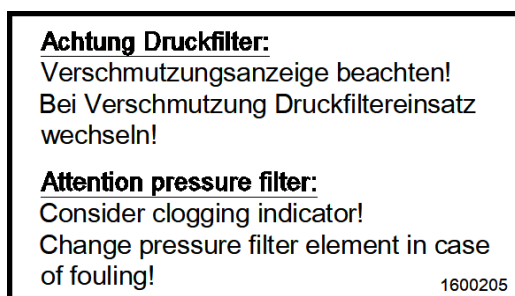 Achtung Druckfilter:
Verschmutzungsanzeige beachten!
Bei Verschmutzung Druckfiltereinsatz
wechseln!
Attention pressure filter:
Consider clogging indicator!
Change pressure filter element in case
of fouling!
1600205